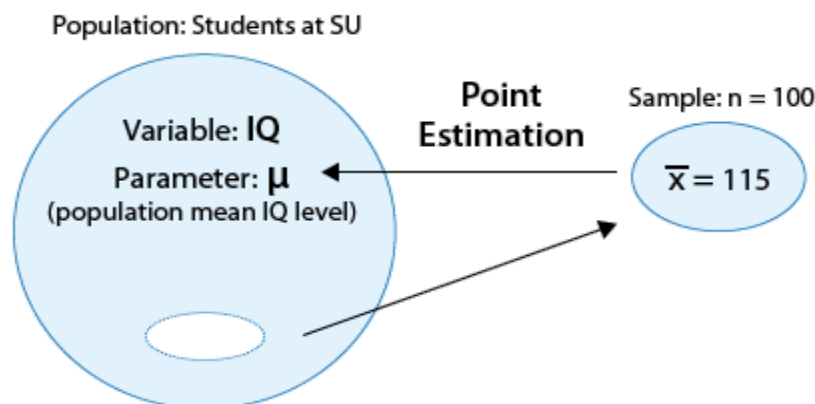 Population: Students at SU
Variable: IQ
Parameter: μ
(population mean IQ level)
Point
Estimation
Sample: n = 100
x̅ = 115